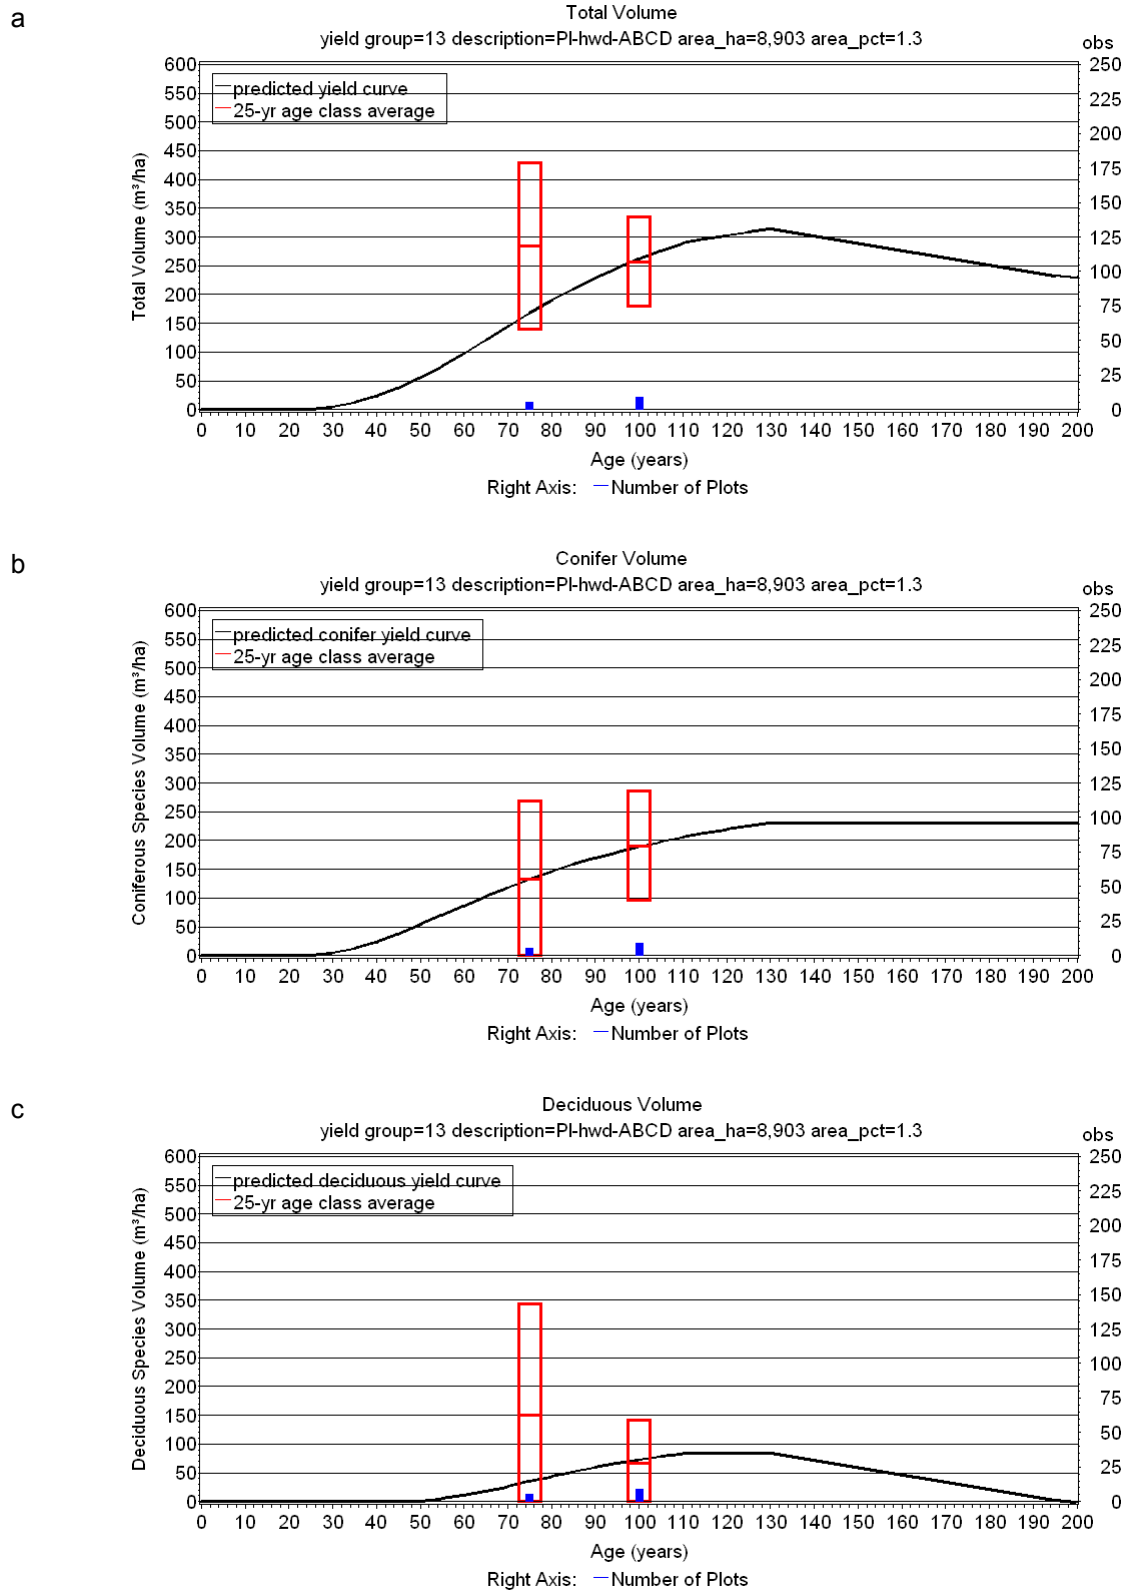 a
Total Volume
yield group=13 description=Pl-hwd-ABCD area_ha=8,903 area_pct=1.3
obs
predicted yield curve
25-yr age class average
600
550
500
450
400
350
300
250
200
150
100
50
0
250
225
200
175
150
125
100
75
50
25
0
Total Volume (m³/ha)
0 10 20 30 40 50 60 70 80 90 100 110 120 130 140 150 160 170 180 190 200
Age (years)
Right Axis: Number of Plots
b
Conifer Volume
yield group=13 description=Pl-hwd-ABCD area_ha=8,903 area_pct=1.3
obs
predicted conifer yield curve
25-yr age class average
600
550
500
450
400
350
300
250
200
150
100
50
0
250
225
200
175
150
125
100
75
50
25
0
Coniferous Species Volume (m³/ha)
0 10 20 30 40 50 60 70 80 90 100 110 120 130 140 150 160 170 180 190 200
Age (years)
Right Axis: Number of Plots
c
Deciduous Volume
yield group=13 description=Pl-hwd-ABCD area_ha=8,903 area_pct=1.3
obs
predicted deciduous yield curve
25-yr age class average
600
550
500
450
400
350
300
250
200
150
100
50
0
250
225
200
175
150
125
100
75
50
25
0
Deciduous Species Volume (m³/ha)
0 10 20 30 40 50 60 70 80 90 100 110 120 130 140 150 160 170 180 190 200
Age (years)
Right Axis: Number of Plots